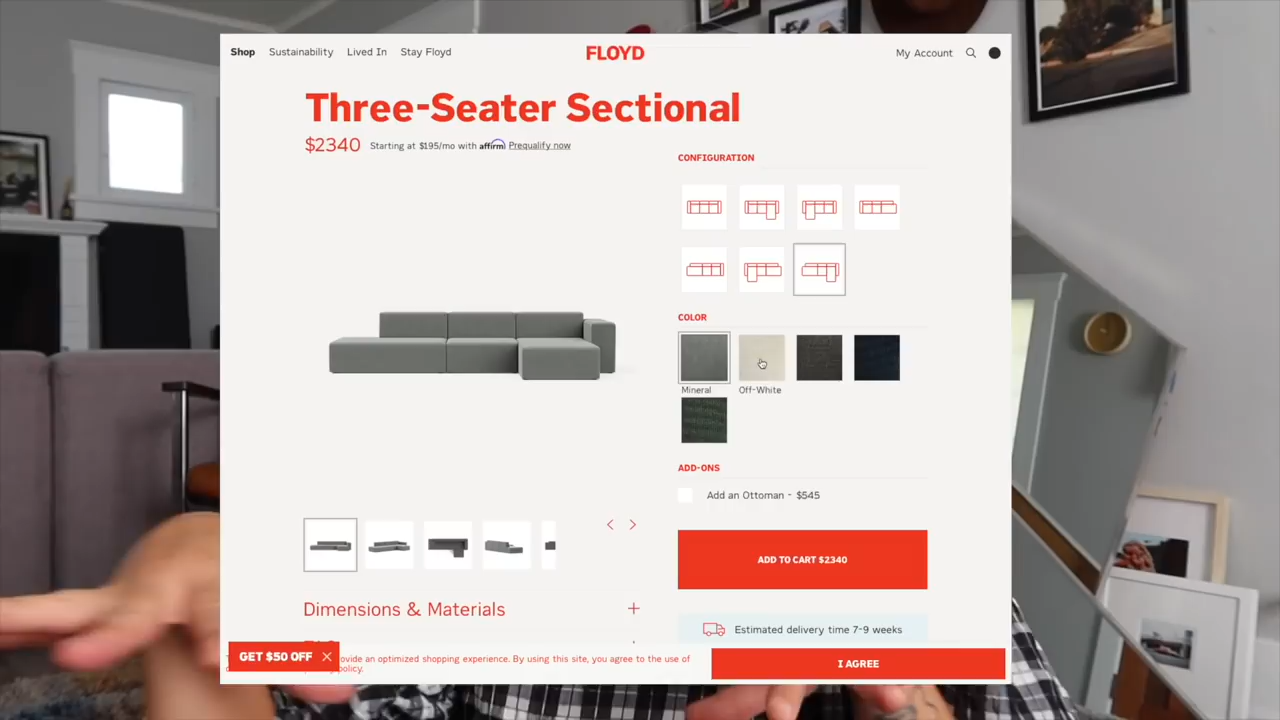 Shop Sustainability Lived In Stay Floyd FLOYD My Account
Three-Seater Sectional
$2340 Starting at $195/mo with affirm Prequalify now
CONFIGURATION
COLOR
Mineral Off-White
ADD-ONS
Add an Ottoman - $545
ADD TO CART $2340
Dimensions & Materials
Estimated delivery time 7-9 weeks
GET $50 OFF
ovide an optimized shopping experience. By using this site, you agree to the use of
policy.
I AGREE